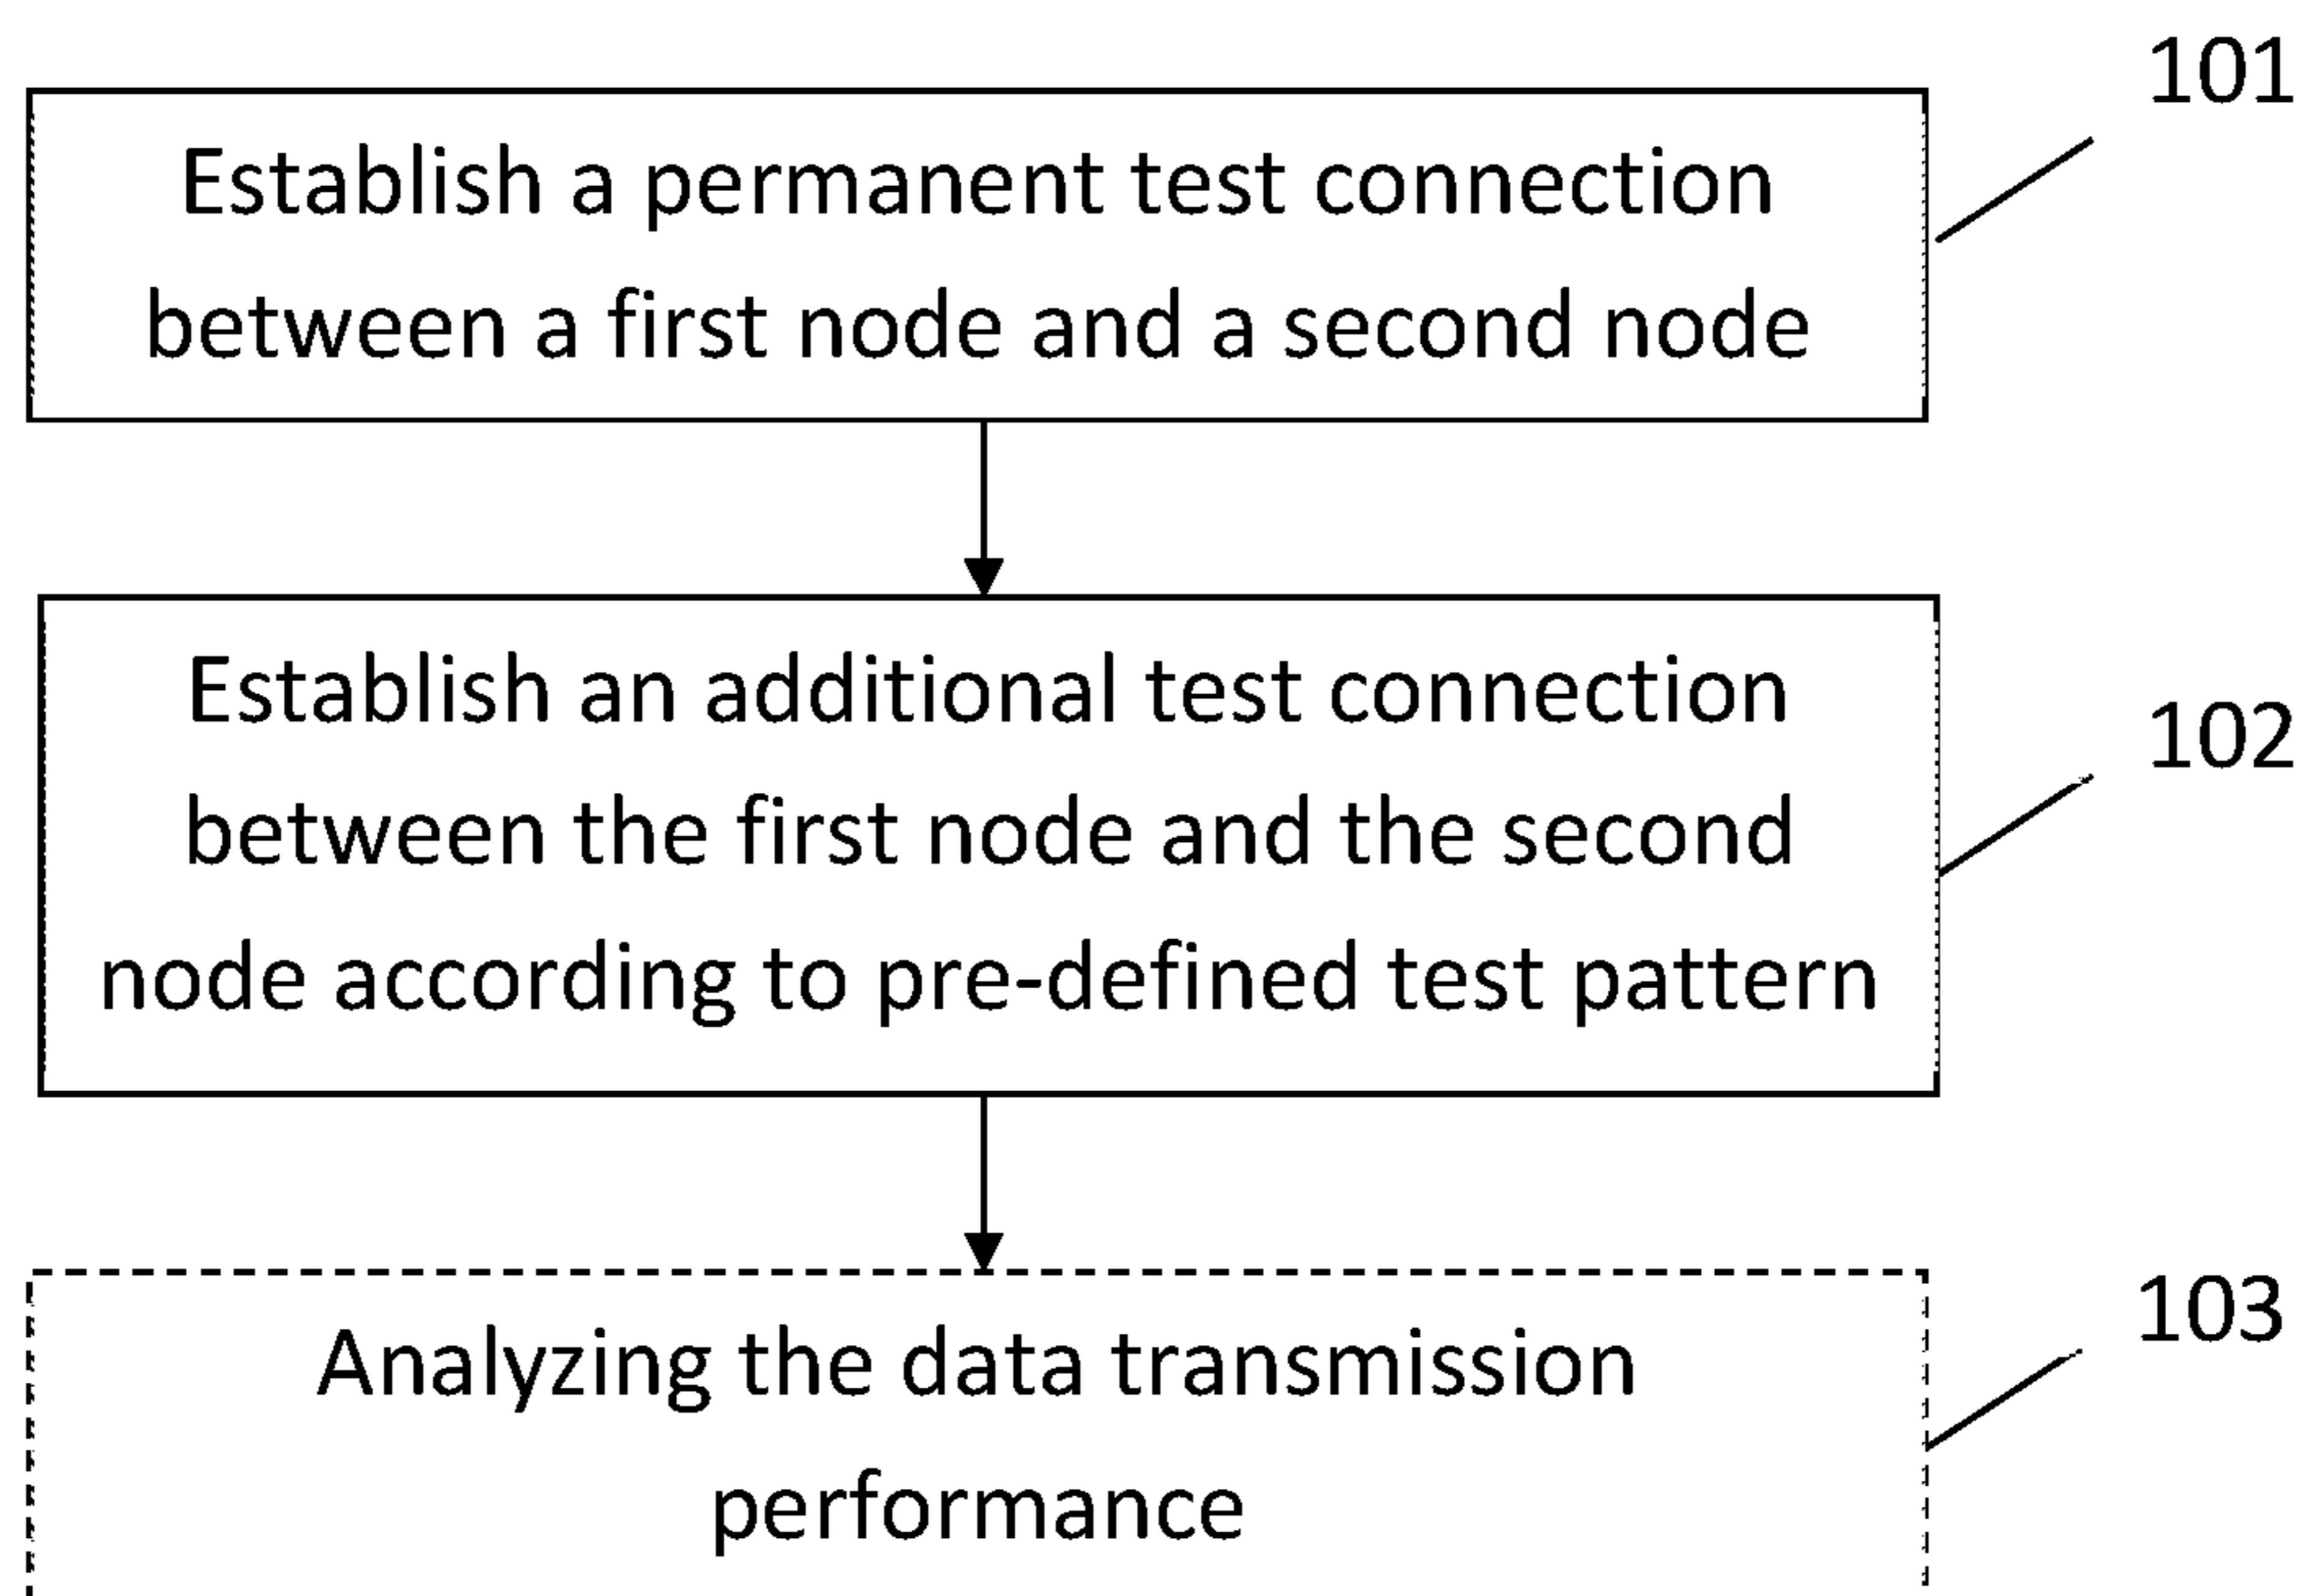 101
Establish a permanent test connection
between a first node and a second node
Establish an additional test connection
102
between the first node and the second
node according to pre-defined test pattern
103
Analyzing the data transmission
performance